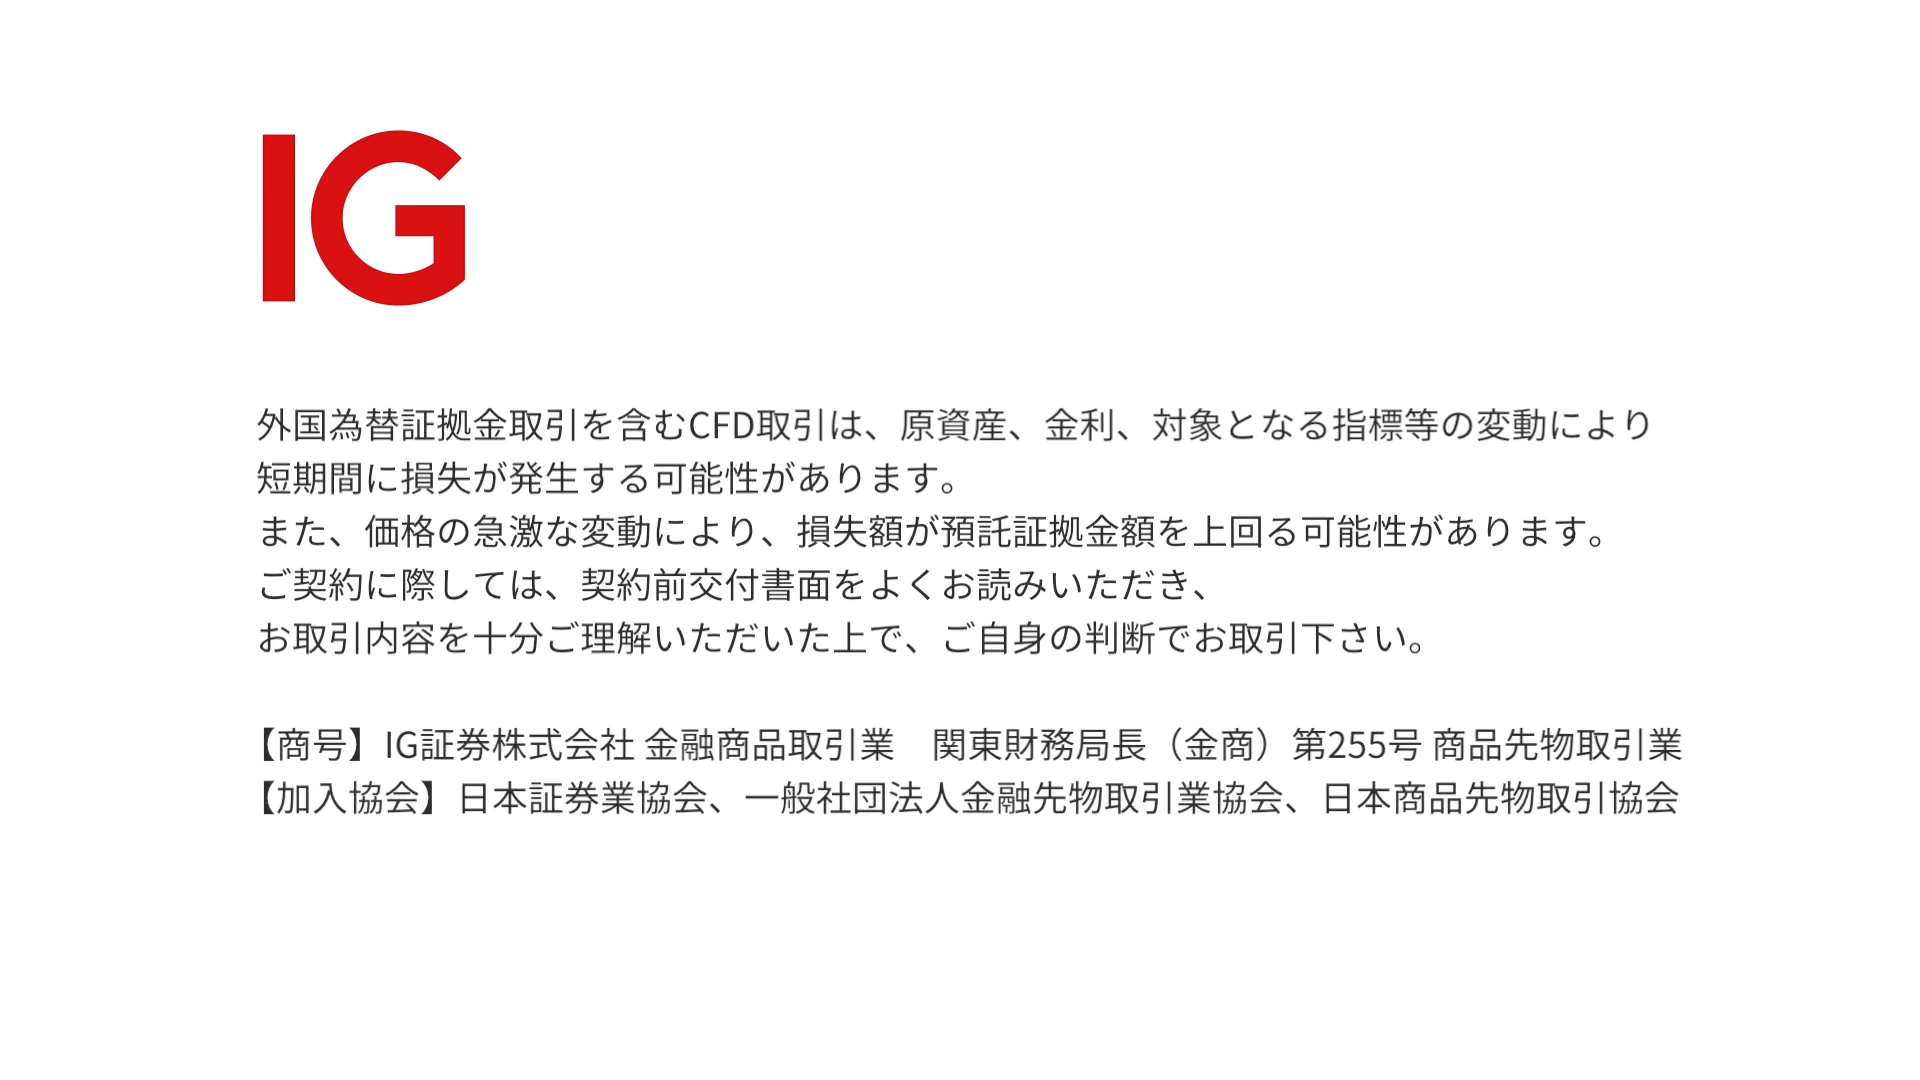 IG
外国為替証拠金取引を含むCFD取引は、原資産、金利、対象となる指標等の変動により
短期間に損失が発生する可能性があります。
また、価格の急激な変動により、損失額が預託証拠金額を上回る可能性があります。
ご契約に際しては、契約前交付書面をよくお読みいただき、
お取引内容を十分ご理解いただいた上で、ご自身の判断でお取引下さい。
【商号】IG証券株式会社 金融商品取引業　関東財務局長（金商）第255号 商品先物取引業
【加入協会】日本証券業協会、一般社団法人金融先物取引業協会、日本商品先物取引協会